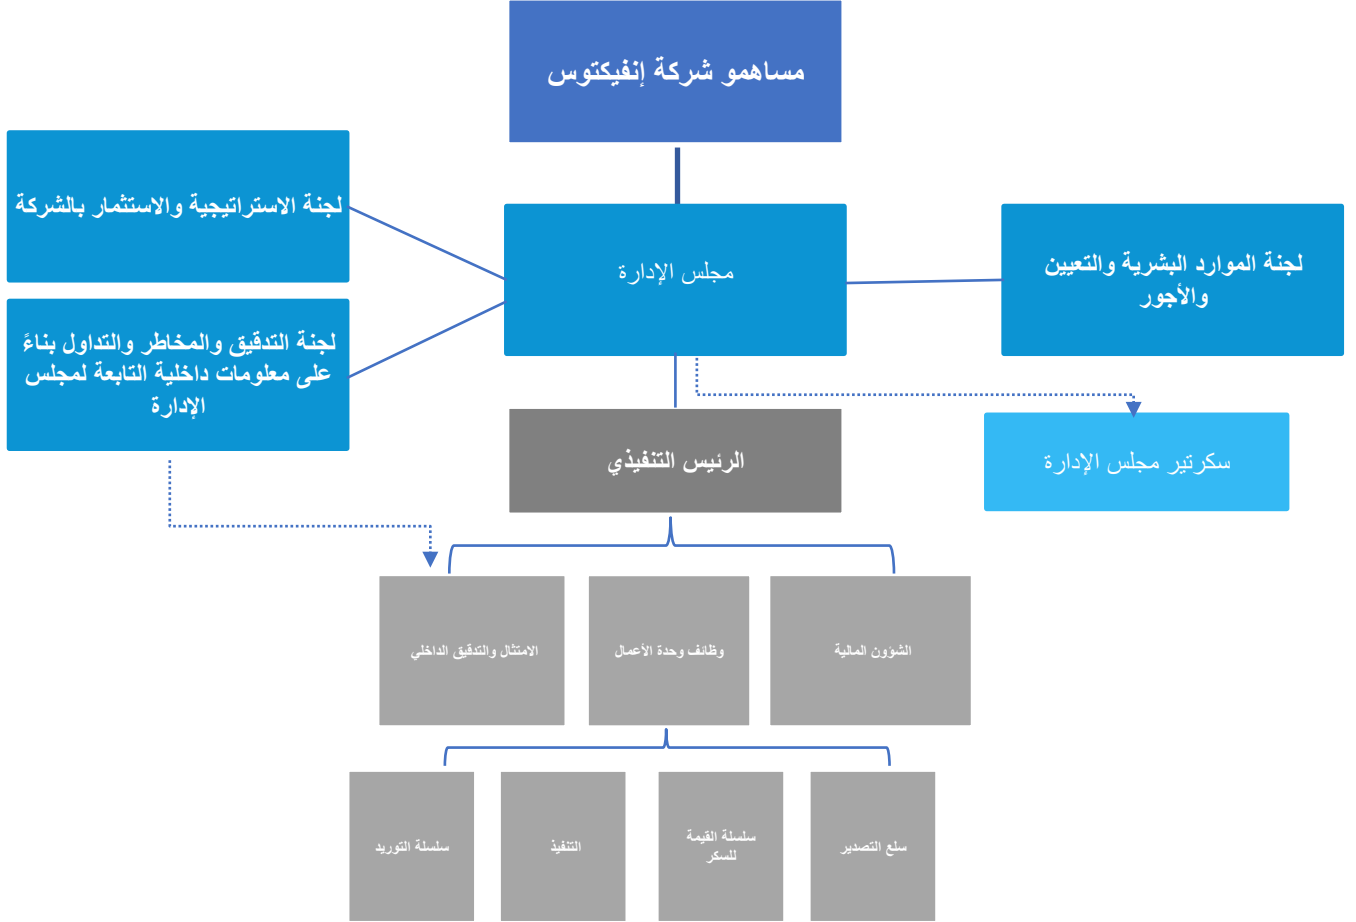 مساهمو شركة إنفيكتوس
لجنة الاستراتيجية والاستثمار بالشركة
مجلس الإدارة
لجنة الموارد البشرية والتعيين
والأجور
لجنة التدقيق والمخاطر والتداول بناءً
على معلومات داخلية التابعة لمجلس
الإدارة
الرئيس التنفيذي
سكرتير مجلس الإدارة
الشؤون المالية
وظائف وحدة الأعمال
الامتثال والتدقيق الداخلي
سلع التصدير
سلسلة القيمة
للسكر
التنفيذ
سلسلة التوريد